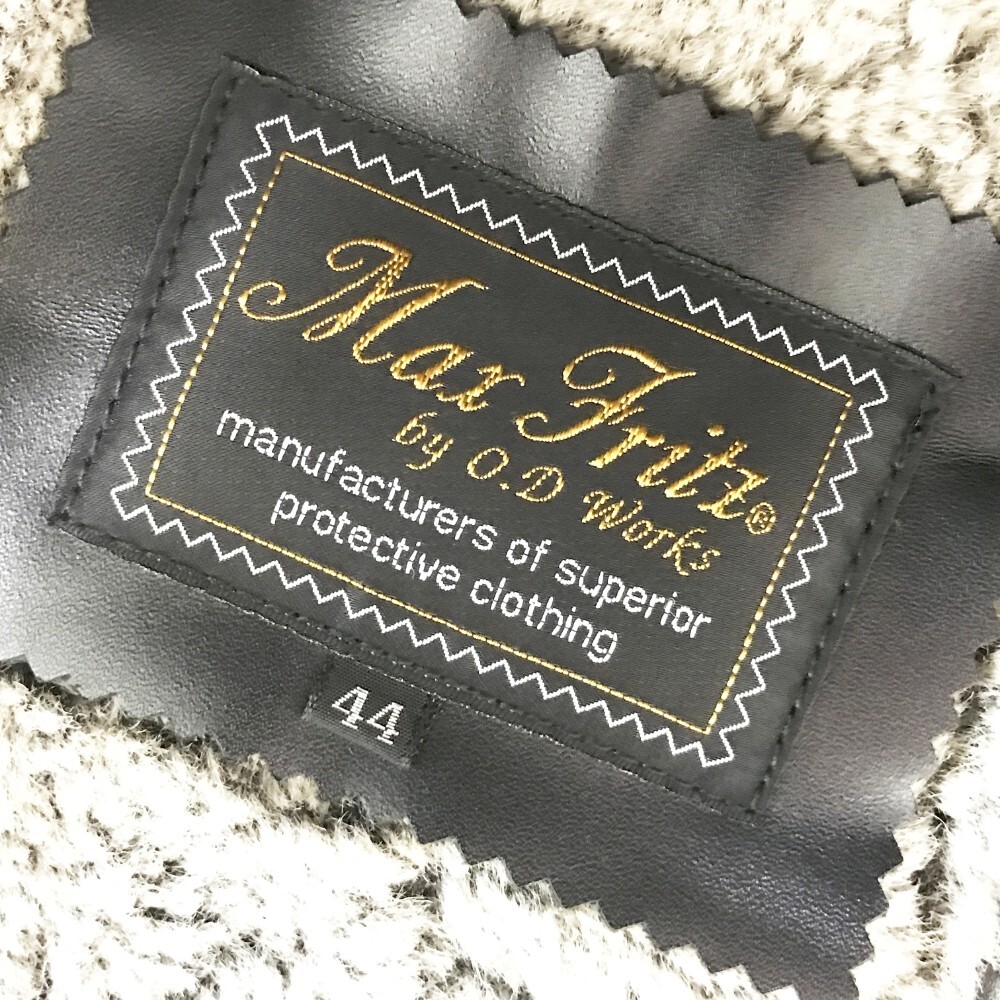 Max Fritz®
by O.D Works
manufacturers of superior
protective clothing
44